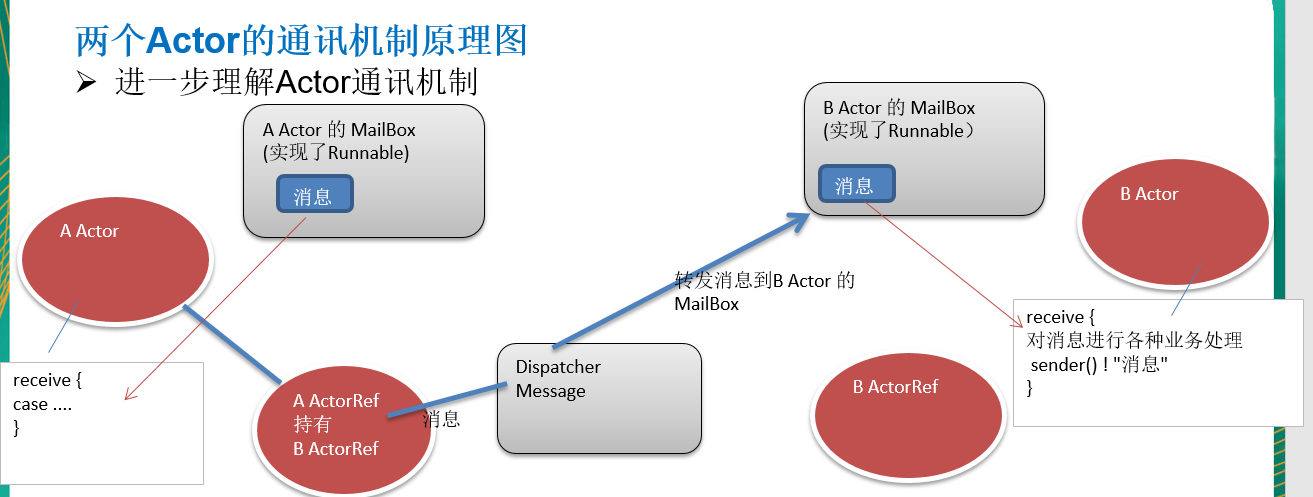 两个Actor的通讯机制原理图
进一步理解Actor通讯机制
A Actor 的 MailBox
(实现了Runnable)
消息
B Actor 的 MailBox
(实现了Runnable）
消息
A Actor
B Actor
转发消息到B Actor 的
MailBox
receive {
case ....
}
A ActorRef
持有
B ActorRef
消息
Dispatcher
Message
B ActorRef
receive {
对消息进行各种业务处理
sender() ! "消息"
}